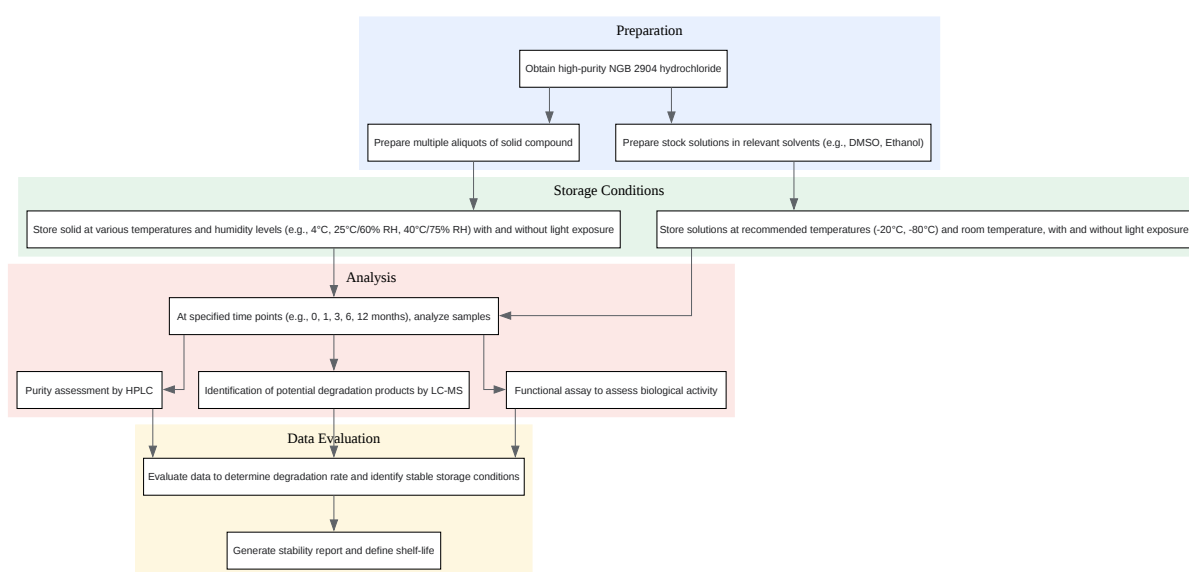 Preparation
Obtain high-purity NGB 2904 hydrochloride
Prepare multiple aliquots of solid compound
Prepare stock solutions in relevant solvents (e.g., DMSO, Ethanol)
Storage Conditions
Store solid at various temperatures and humidity levels (e.g., 4°C, 25°C/60% RH, 40°C/75% RH) with and without light exposure
Store solutions at recommended temperatures (-20°C, -80°C) and room temperature, with and without light exposure
Analysis
At specified time points (e.g., 0, 1, 3, 6, 12 months), analyze samples
Purity assessment by HPLC
Identification of potential degradation products by LC-MS
Functional assay to assess biological activity
Data Evaluation
Evaluate data to determine degradation rate and identify stable storage conditions
Generate stability report and define shelf-life